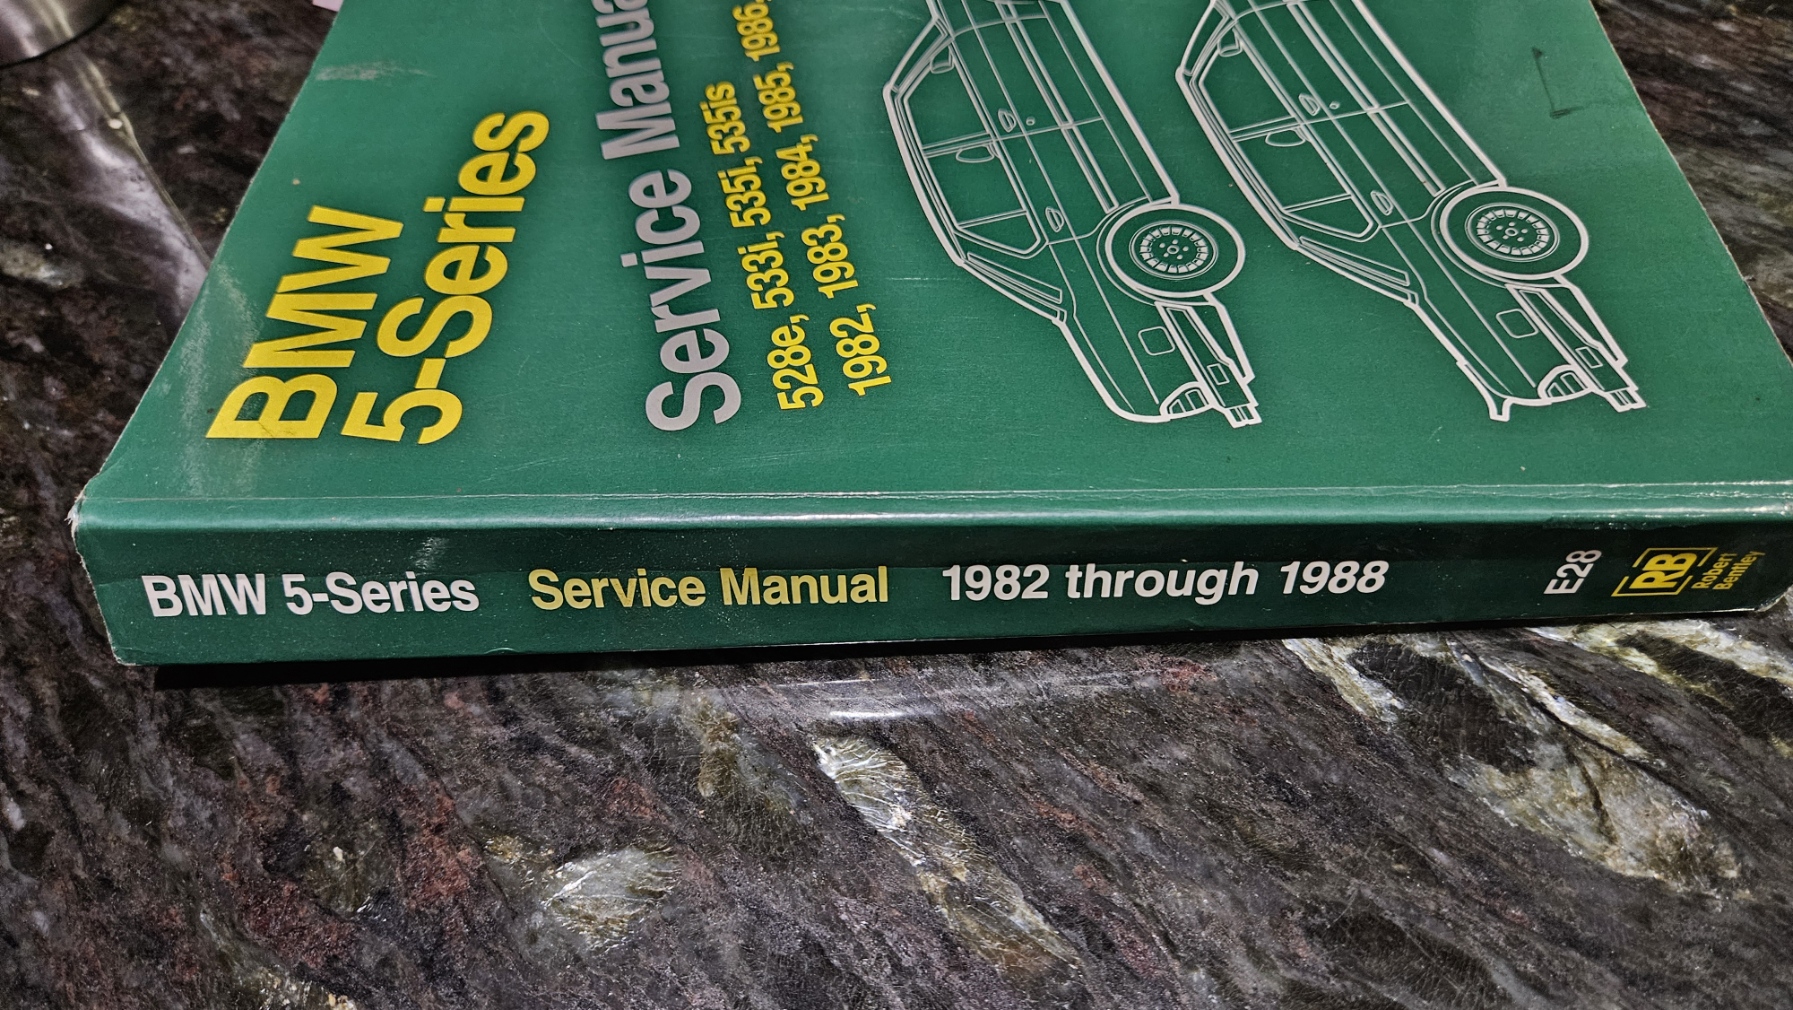 BMW
5-Series
Service Manual
528e, 533i, 535i, 535is
1982, 1983, 1984, 1985, 1986,
BMW 5-Series Service Manual 1982 through 1988 E28 RB
Robert
Bentley